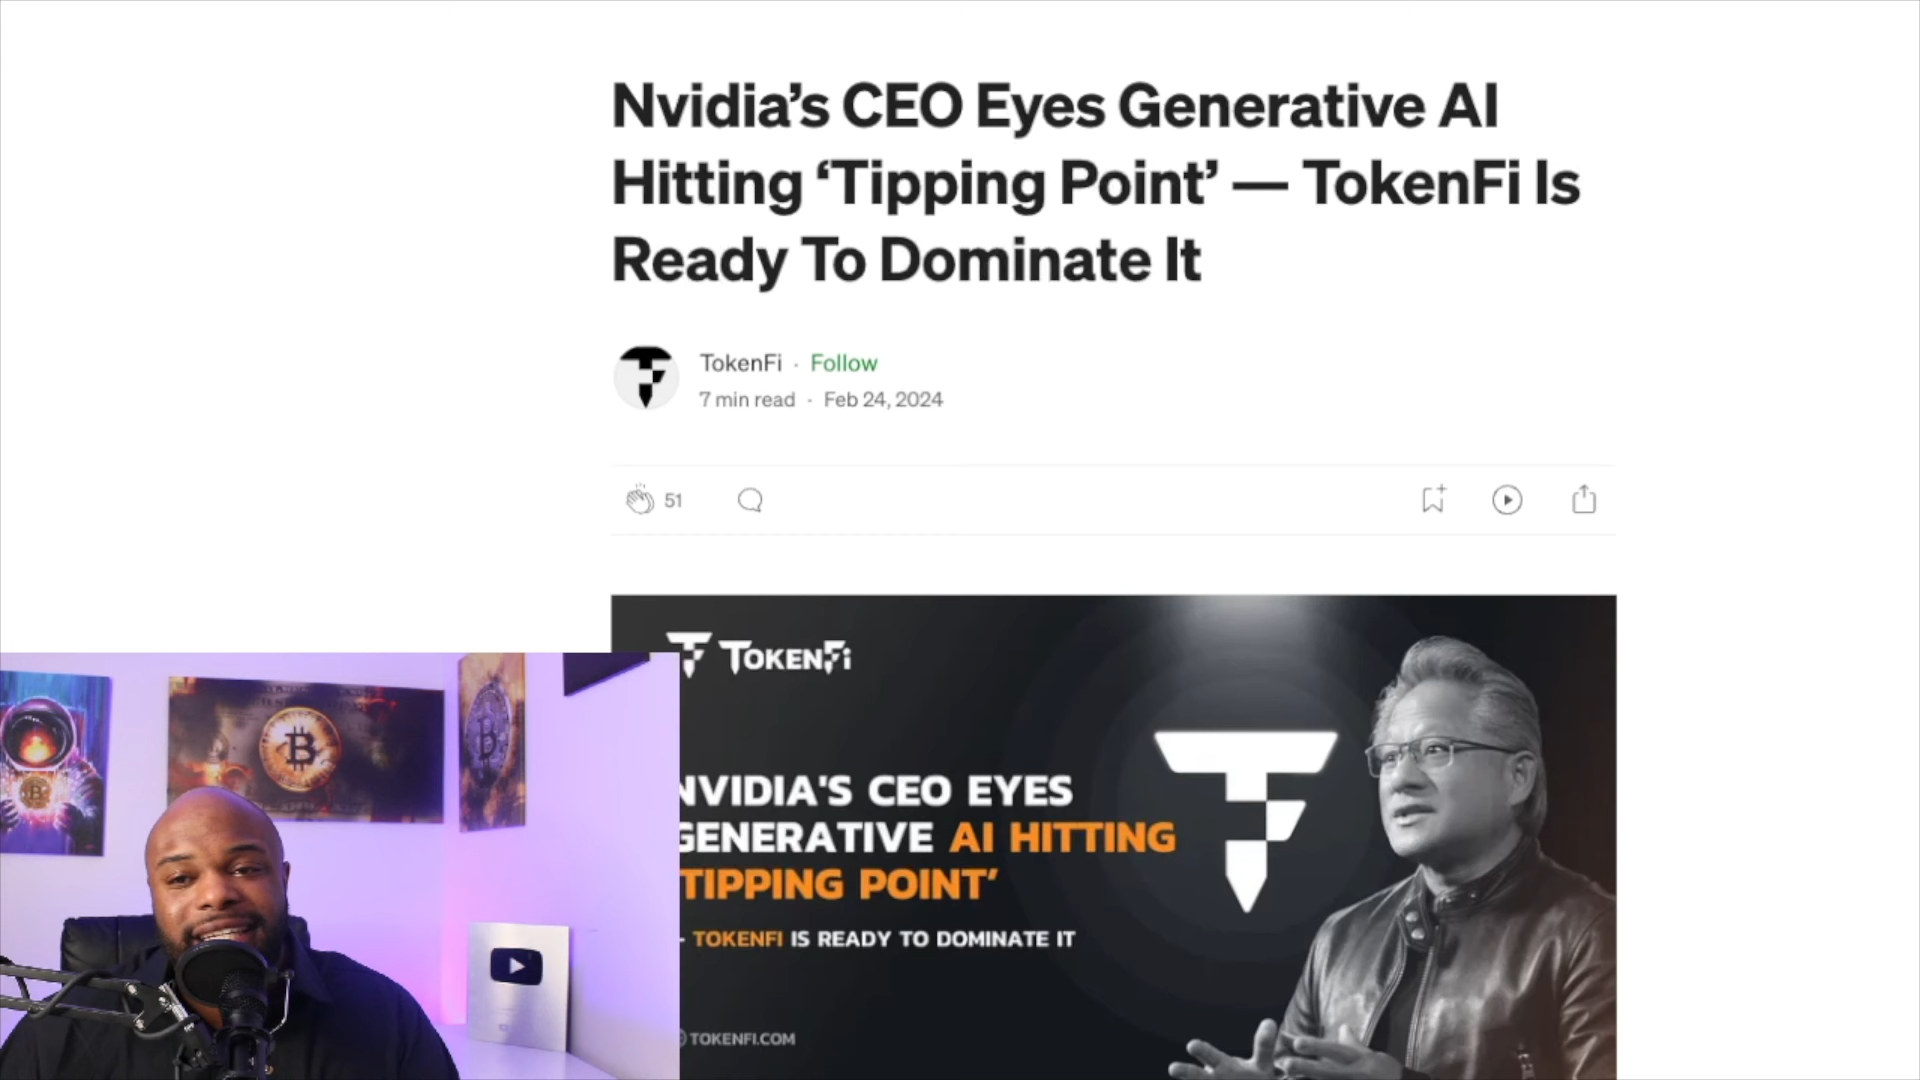 Nvidia’s CEO Eyes Generative AI
Hitting ‘Tipping Point’ — TokenFi Is
Ready To Dominate It
TokenFi · Follow
7 min read · Feb 24, 2024
51
TOKENFi
NVIDIA'S CEO EYES
GENERATIVE AI HITTING
TIPPING POINT’
- TOKENFI IS READY TO DOMINATE IT
TOKENFI.COM